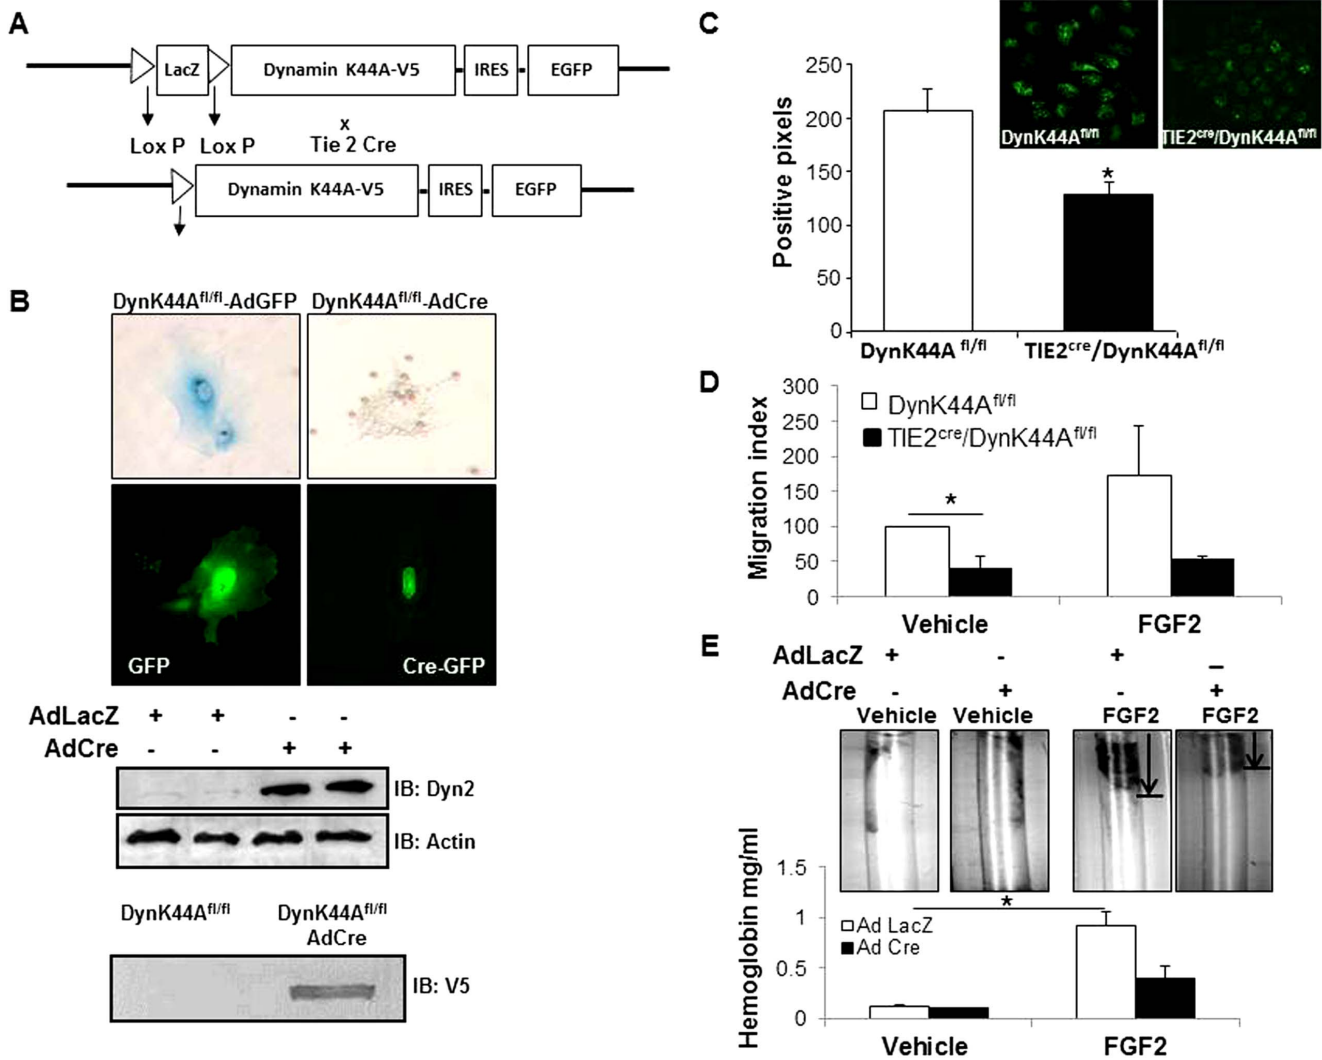 A
LacZ
Dynamin K44A-V5
IRES
EGFP
Lox P
Lox P
x
Tie 2 Cre
Dynamin K44A-V5
IRES
EGFP
B
DynK44Afl/fl-AdGFP
DynK44Afl/fl-AdCre
GFP
Cre-GFP
AdLacZ + + - -
AdCre - - + +
IB: Dyn2
IB: Actin
DynK44Afl/fl
DynK44Afl/fl
AdCre
IB: V5
C
DynK44Afl/fl
TIE2cre/DynK44Afl/fl
Positive pixels
250
200
150
100
50
0
*
DynK44A fl/fl
TIE2cre/DynK44Afl/fl
D
Migration index
300
250
200
150
100
50
0
DynK44Afl/fl
TIE2cre/DynK44Afl/fl
*
Vehicle
FGF2
E
AdLacZ + - + –
AdCre - + - +
Vehicle Vehicle FGF2 FGF2
Hemoglobin mg/ml
1.5
1
0.5
0
*
Ad LacZ
Ad Cre
Vehicle
FGF2